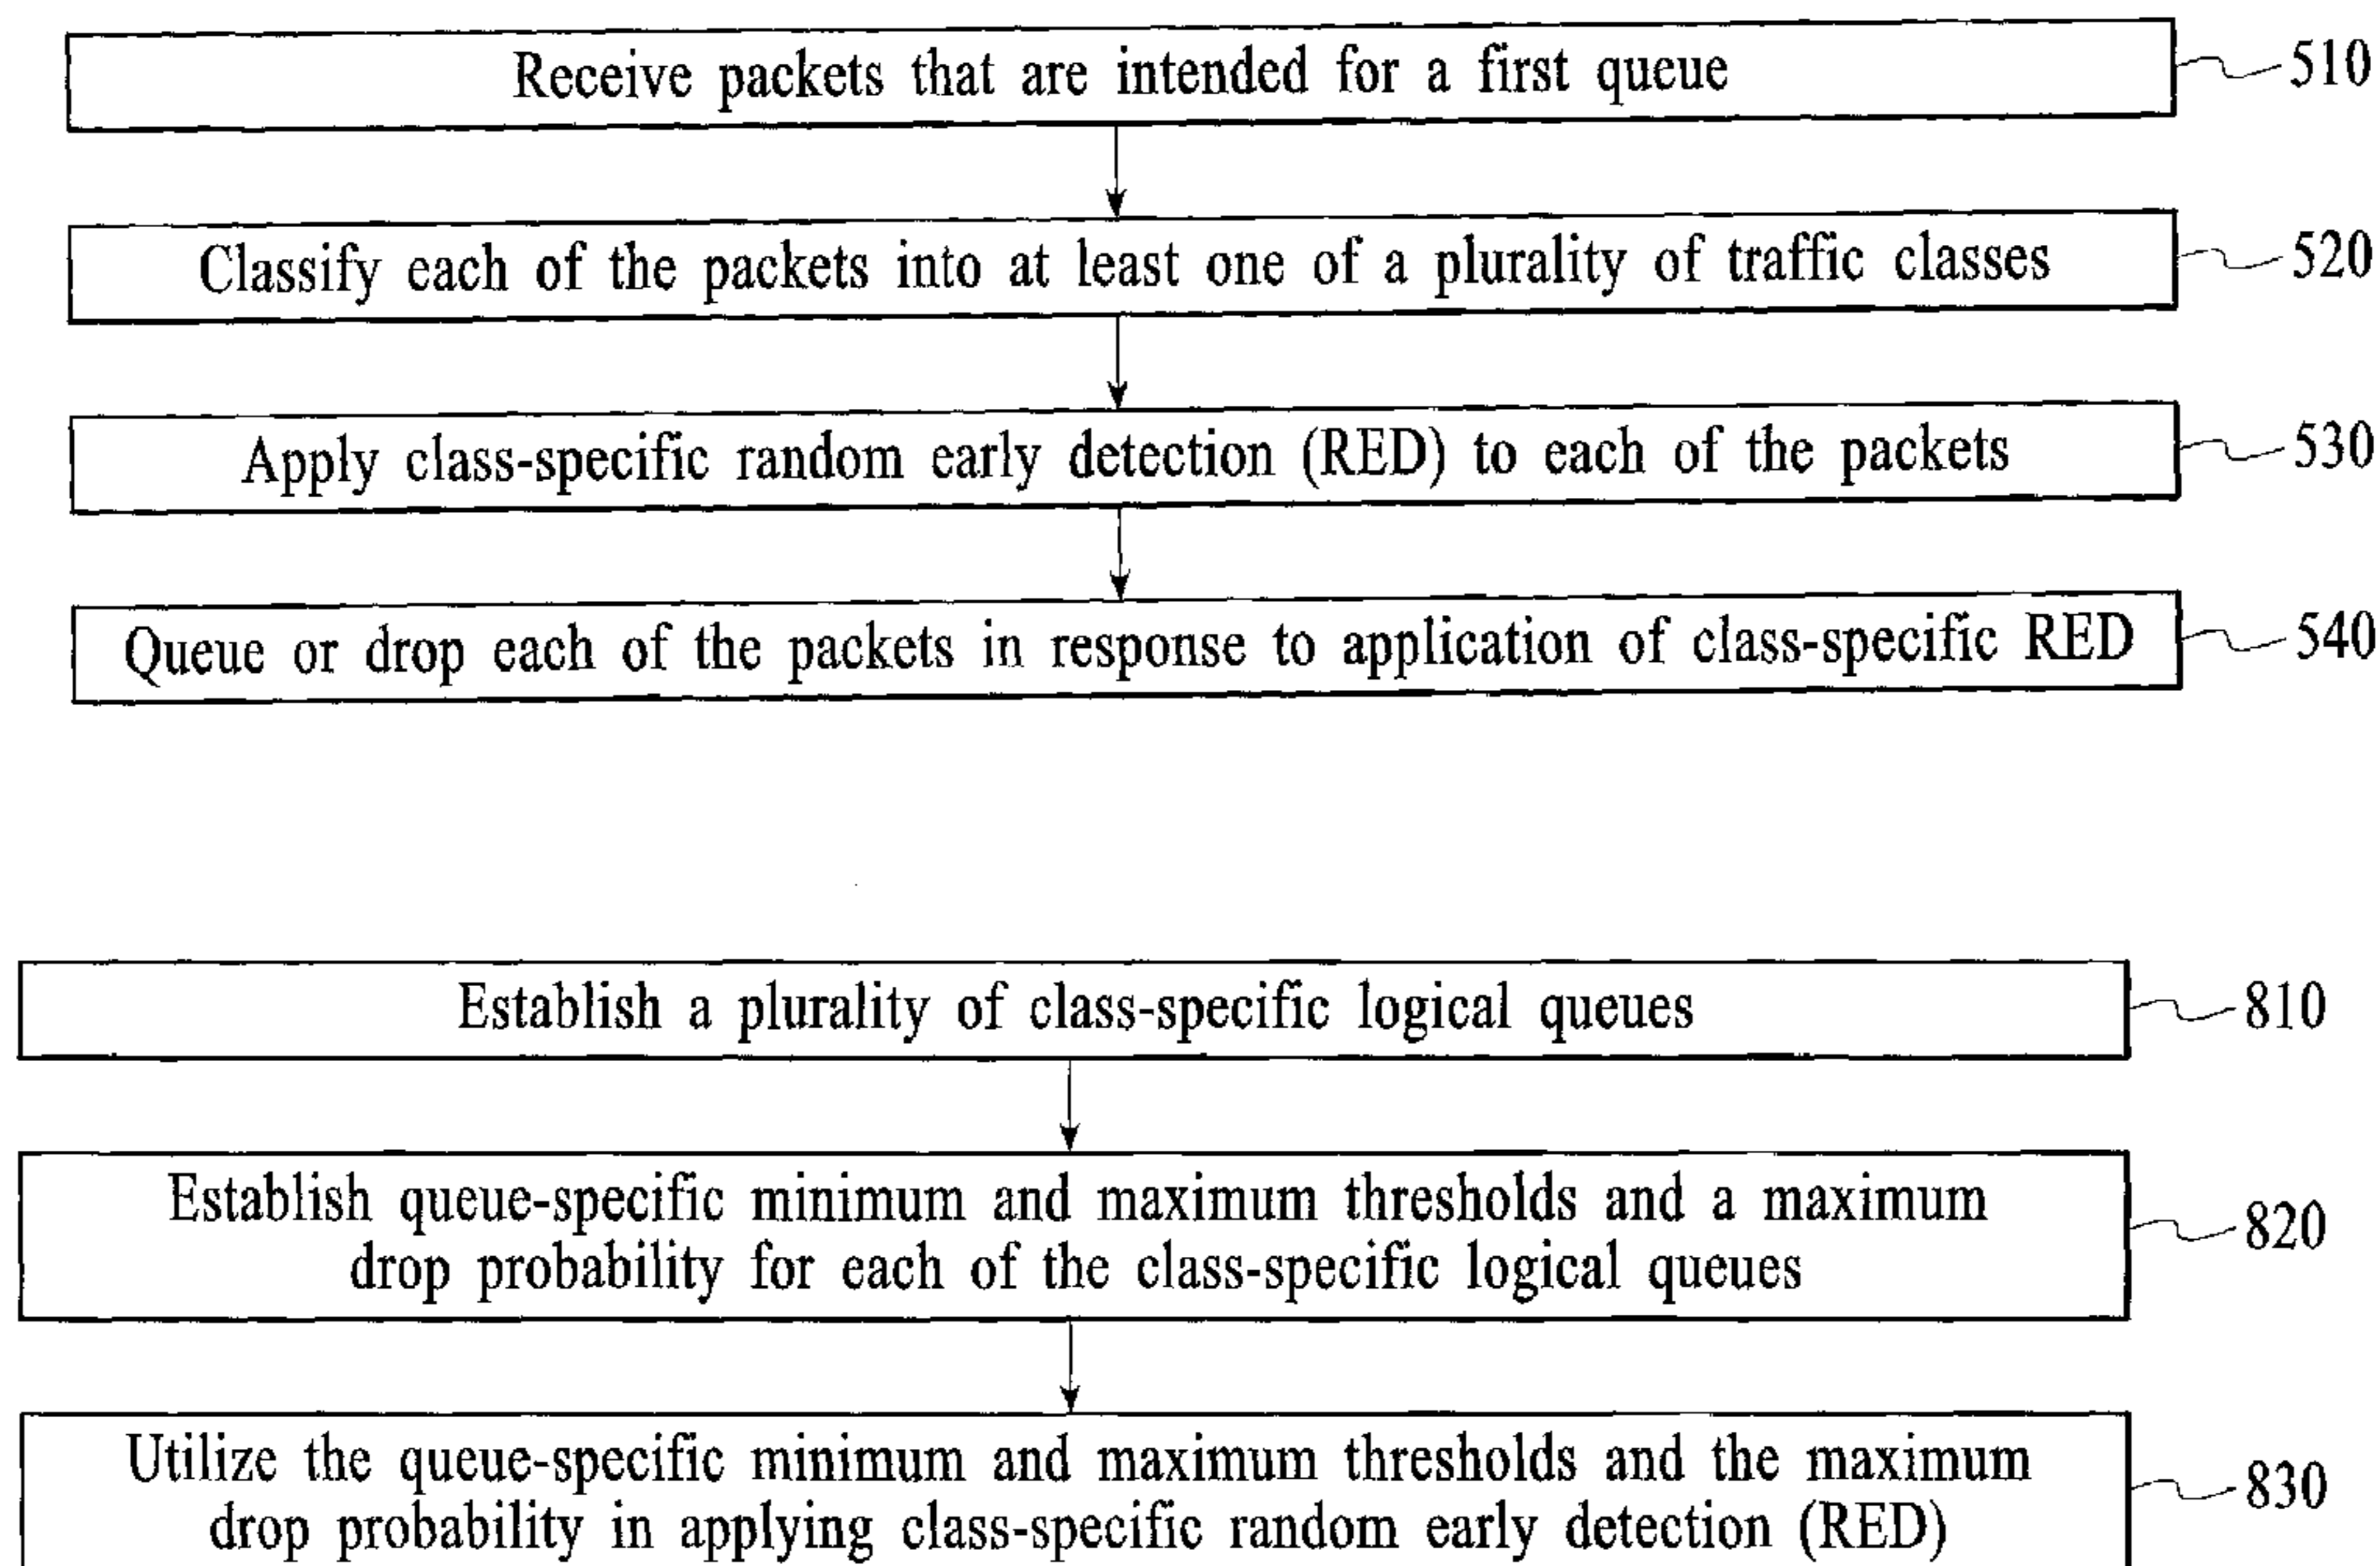 Receive packets that are intended for a first queue
510
Classify each of the packets into at least one of a plurality of traffic classes
520
Apply class-specific random early detection (RED) to each of the packets
530
Queue or drop each of the packets in response to application of class-specific RED
540
Establish a plurality of class-specific logical queues
810
Establish queue-specific minimum and maximum thresholds and a maximum
drop probability for each of the class-specific logical queues
820
Utilize the queue-specific minimum and maximum thresholds and the maximum
drop probability in applying class-specific random early detection (RED)
830